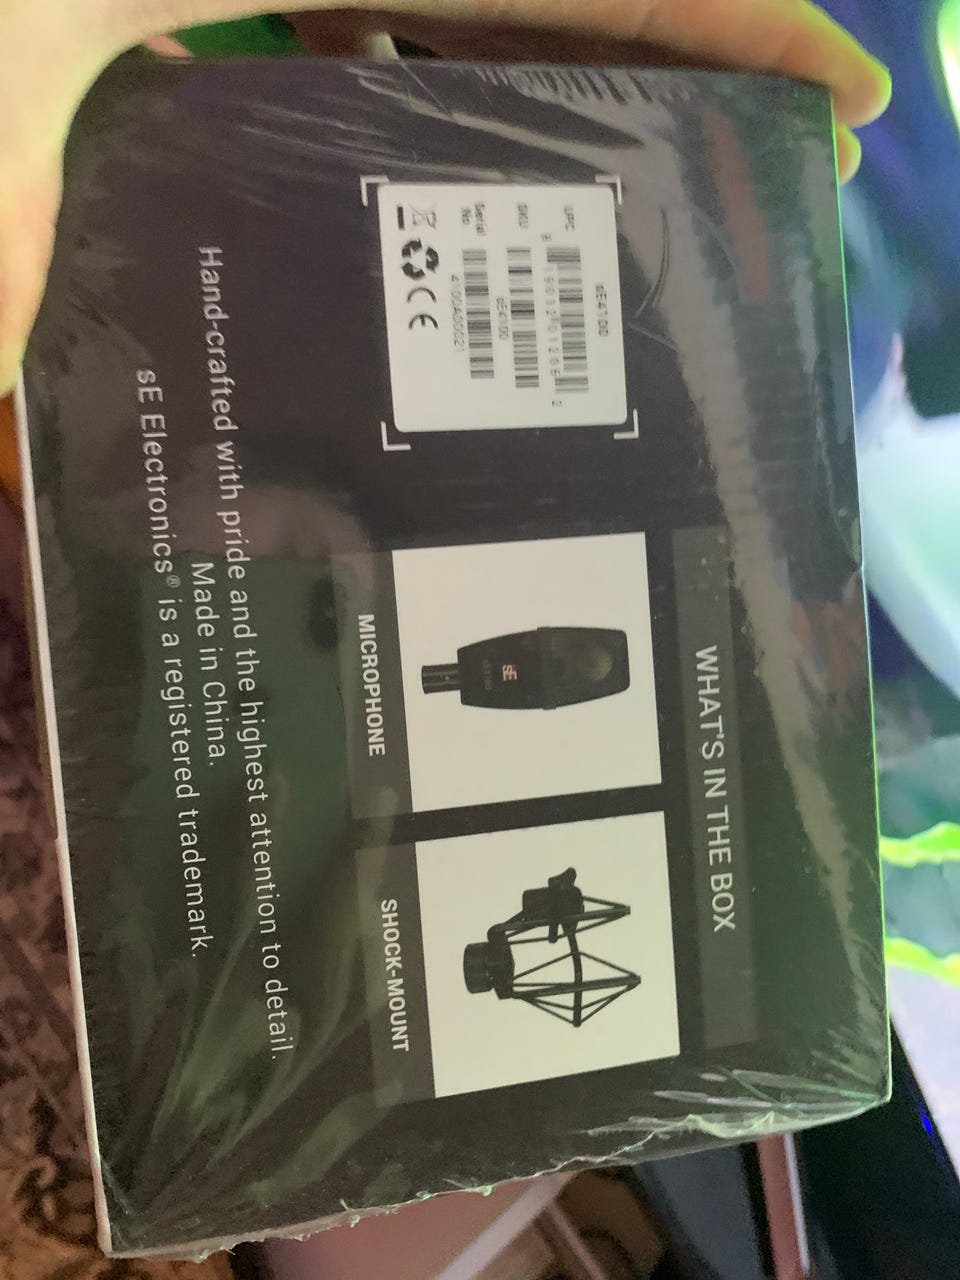 WHAT'S IN THE BOX
sE4100
UPC
SKU
sE4100
Serial
No
4100A00021
CE
sE
MICROPHONE
SHOCK-MOUNT
Hand-crafted with pride and the highest attention to detail.
Made in China.
sE Electronics® is a registered trademark.